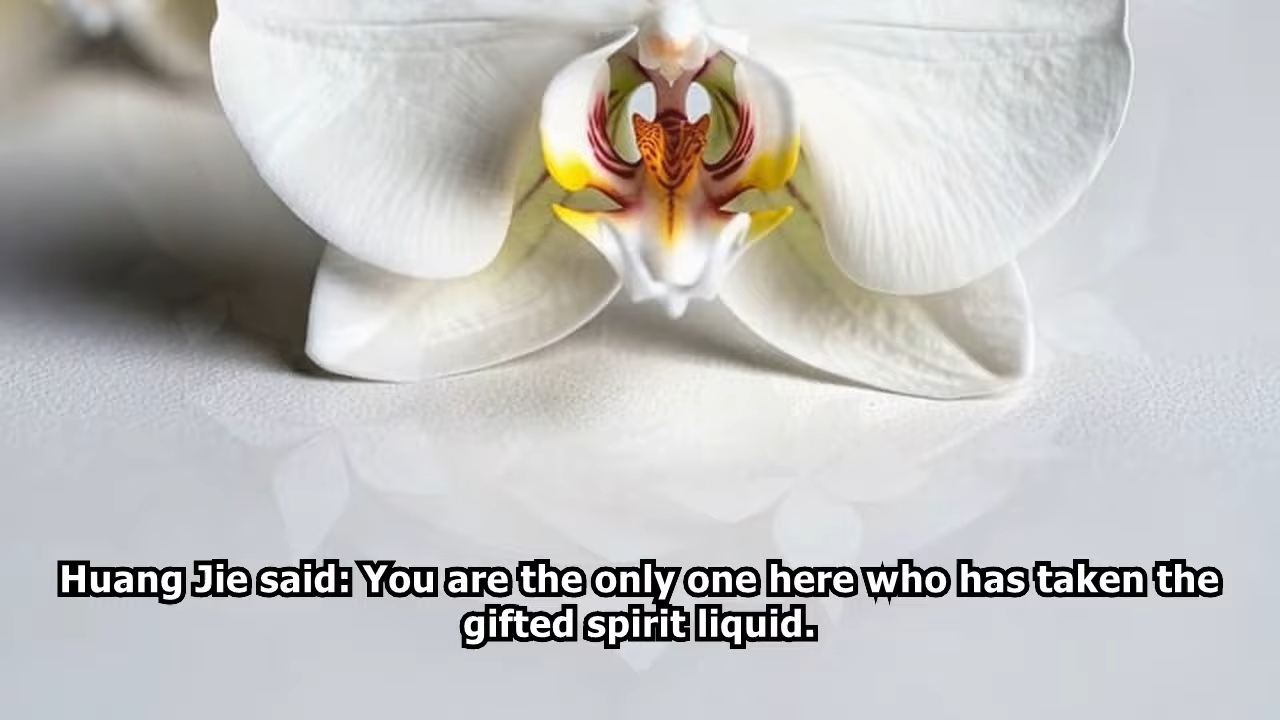 Huang Jie said: You are the only one here who has taken the
gifted spirit liquid.